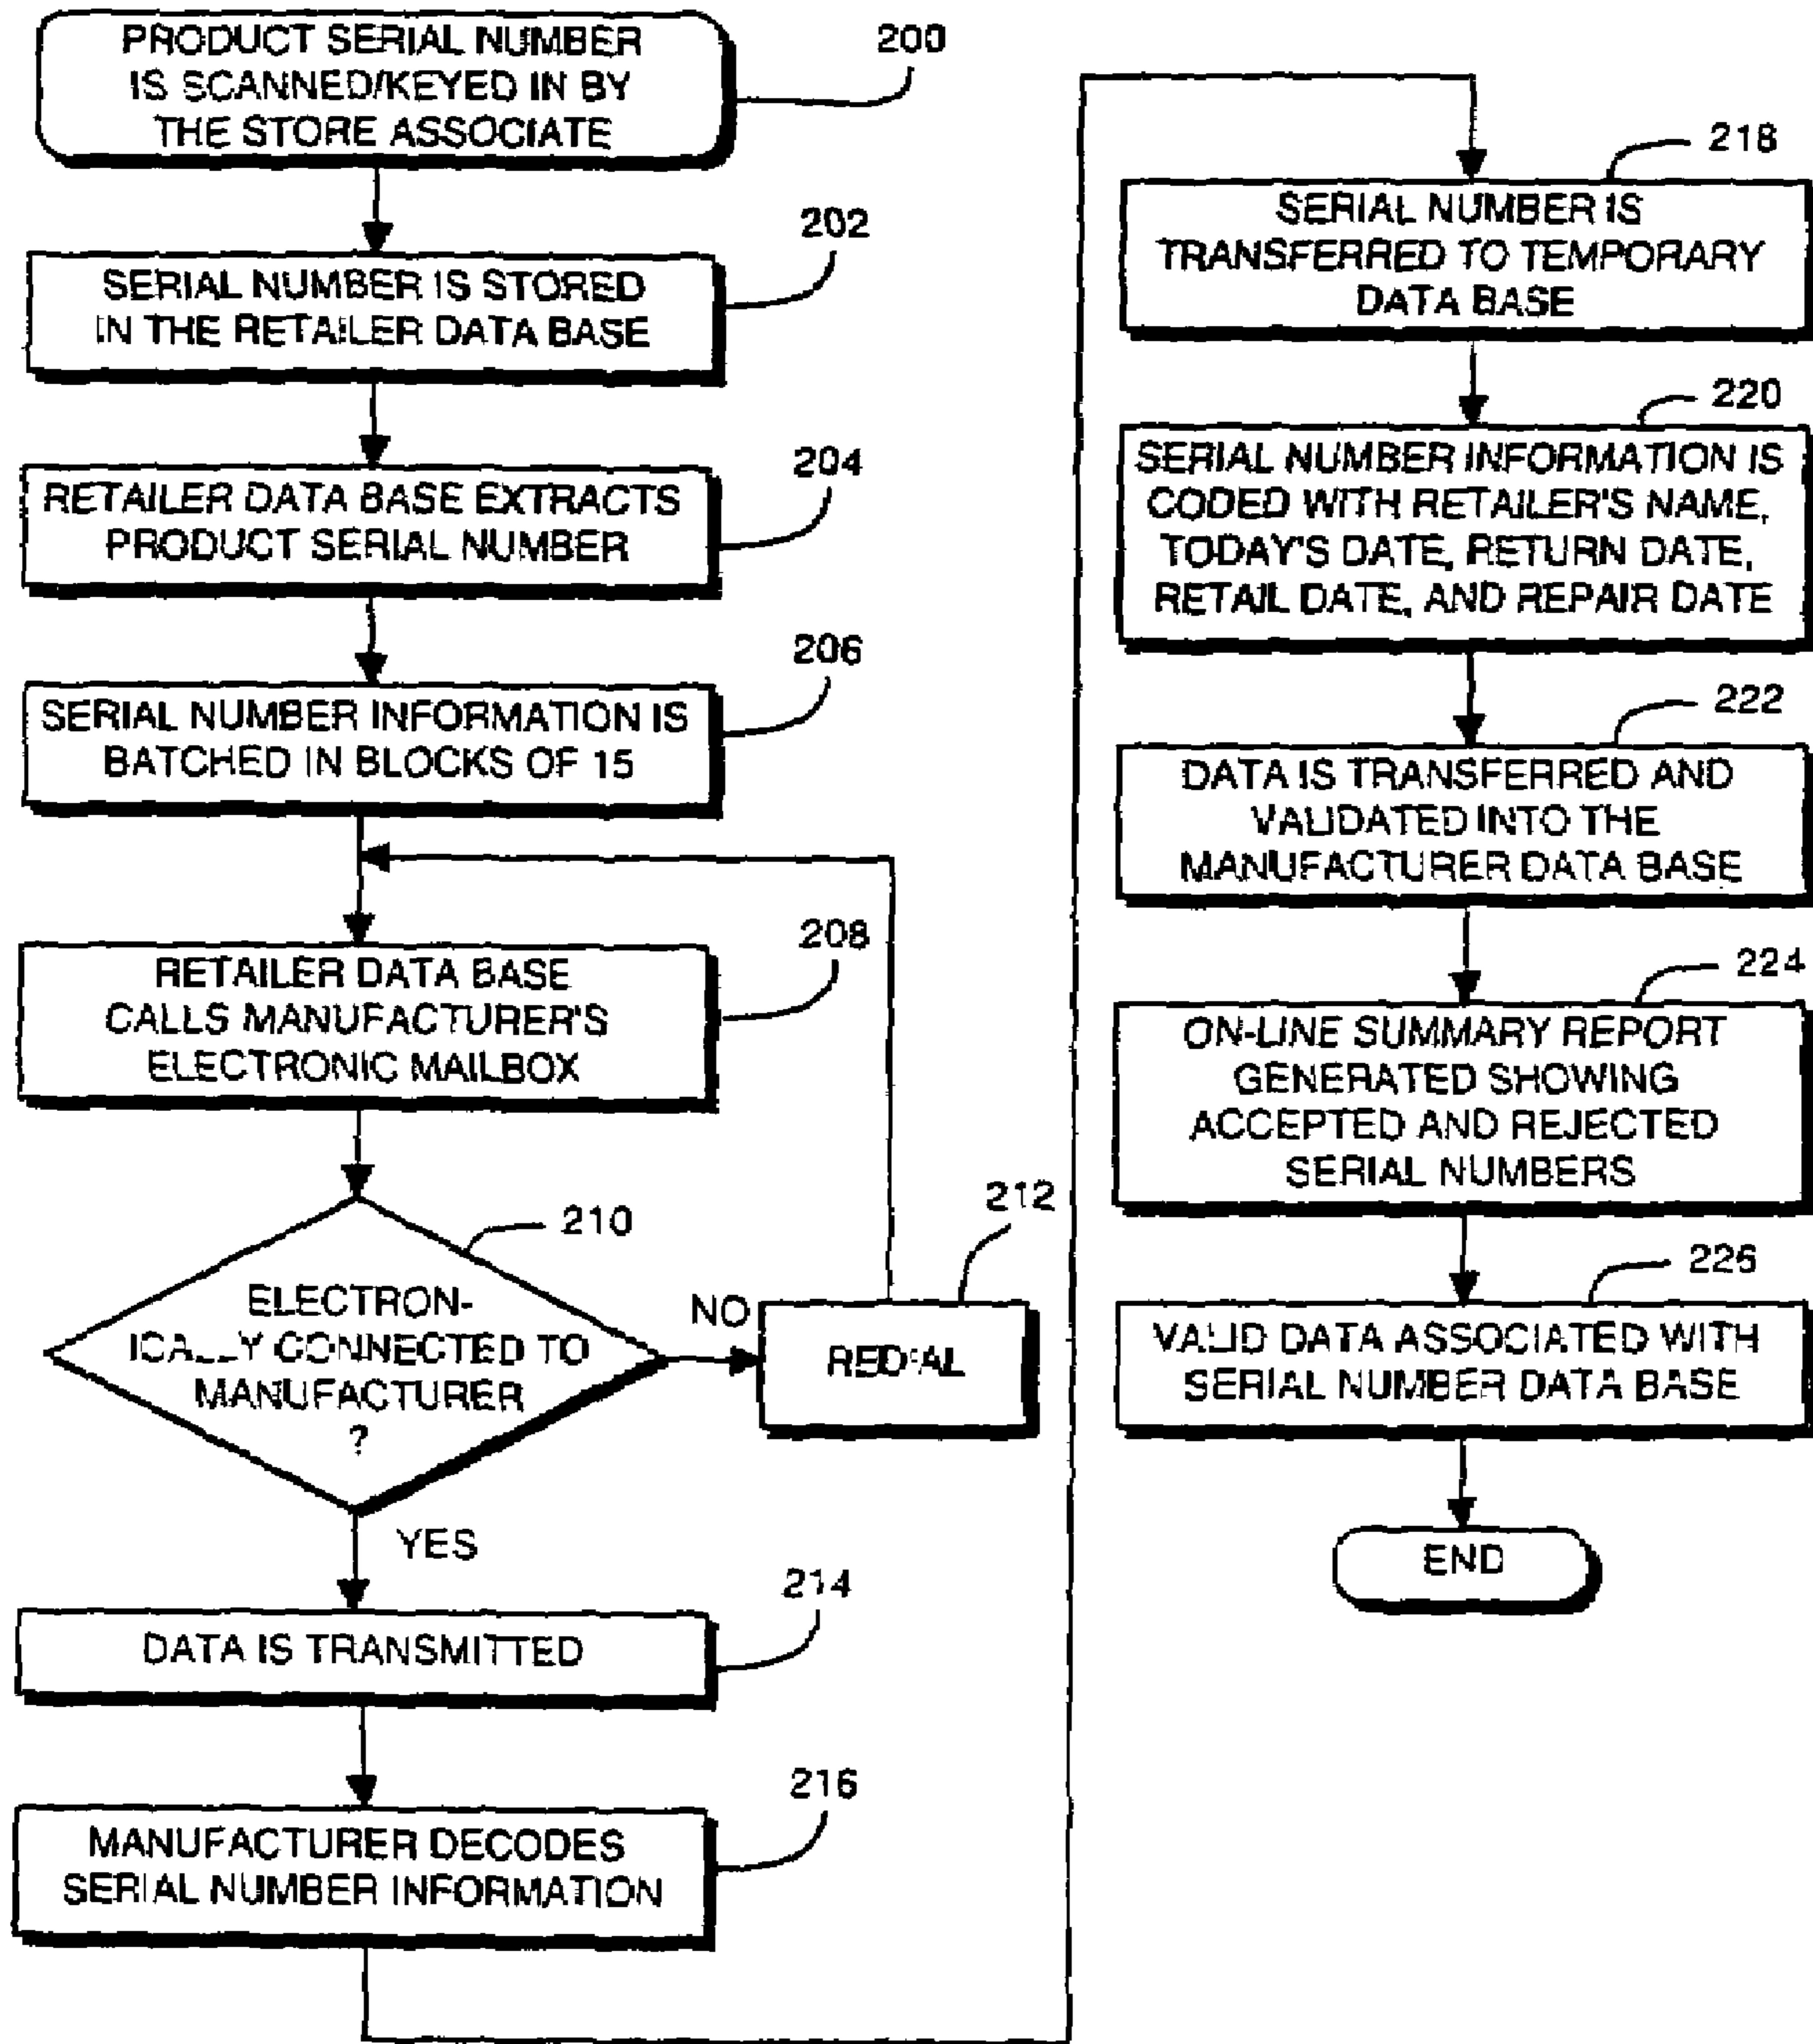 PRODUCT SERIAL NUMBER
IS SCANNED/KEYED IN BY
THE STORE ASSOCIATE
200
SERIAL NUMBER IS STORED
IN THE RETAILER DATA BASE
202
RETAILER DATA BASE EXTRACTS
PRODUCT SERIAL NUMBER
204
SERIAL NUMBER INFORMATION IS
BATCHED IN BLOCKS OF 15
206
RETAILER DATA BASE
CALLS MANUFACTURER'S
ELECTRONIC MAILBOX
208
ELECTRON-
ICALLY CONNECTED TO
MANUFACTURER
?
210
NO
REDIAL
212
YES
DATA IS TRANSMITTED
214
MANUFACTURER DECODES
SERIAL NUMBER INFORMATION
216
SERIAL NUMBER IS
TRANSFERRED TO TEMPORARY
DATA BASE
218
SERIAL NUMBER INFORMATION IS
CODED WITH RETAILER'S NAME,
TODAY'S DATE, RETURN DATE,
RETAIL DATE, AND REPAIR DATE
220
DATA IS TRANSFERRED AND
VALIDATED INTO THE
MANUFACTURER DATA BASE
222
ON-LINE SUMMARY REPORT
GENERATED SHOWING
ACCEPTED AND REJECTED
SERIAL NUMBERS
224
VALID DATA ASSOCIATED WITH
SERIAL NUMBER DATA BASE
226
END